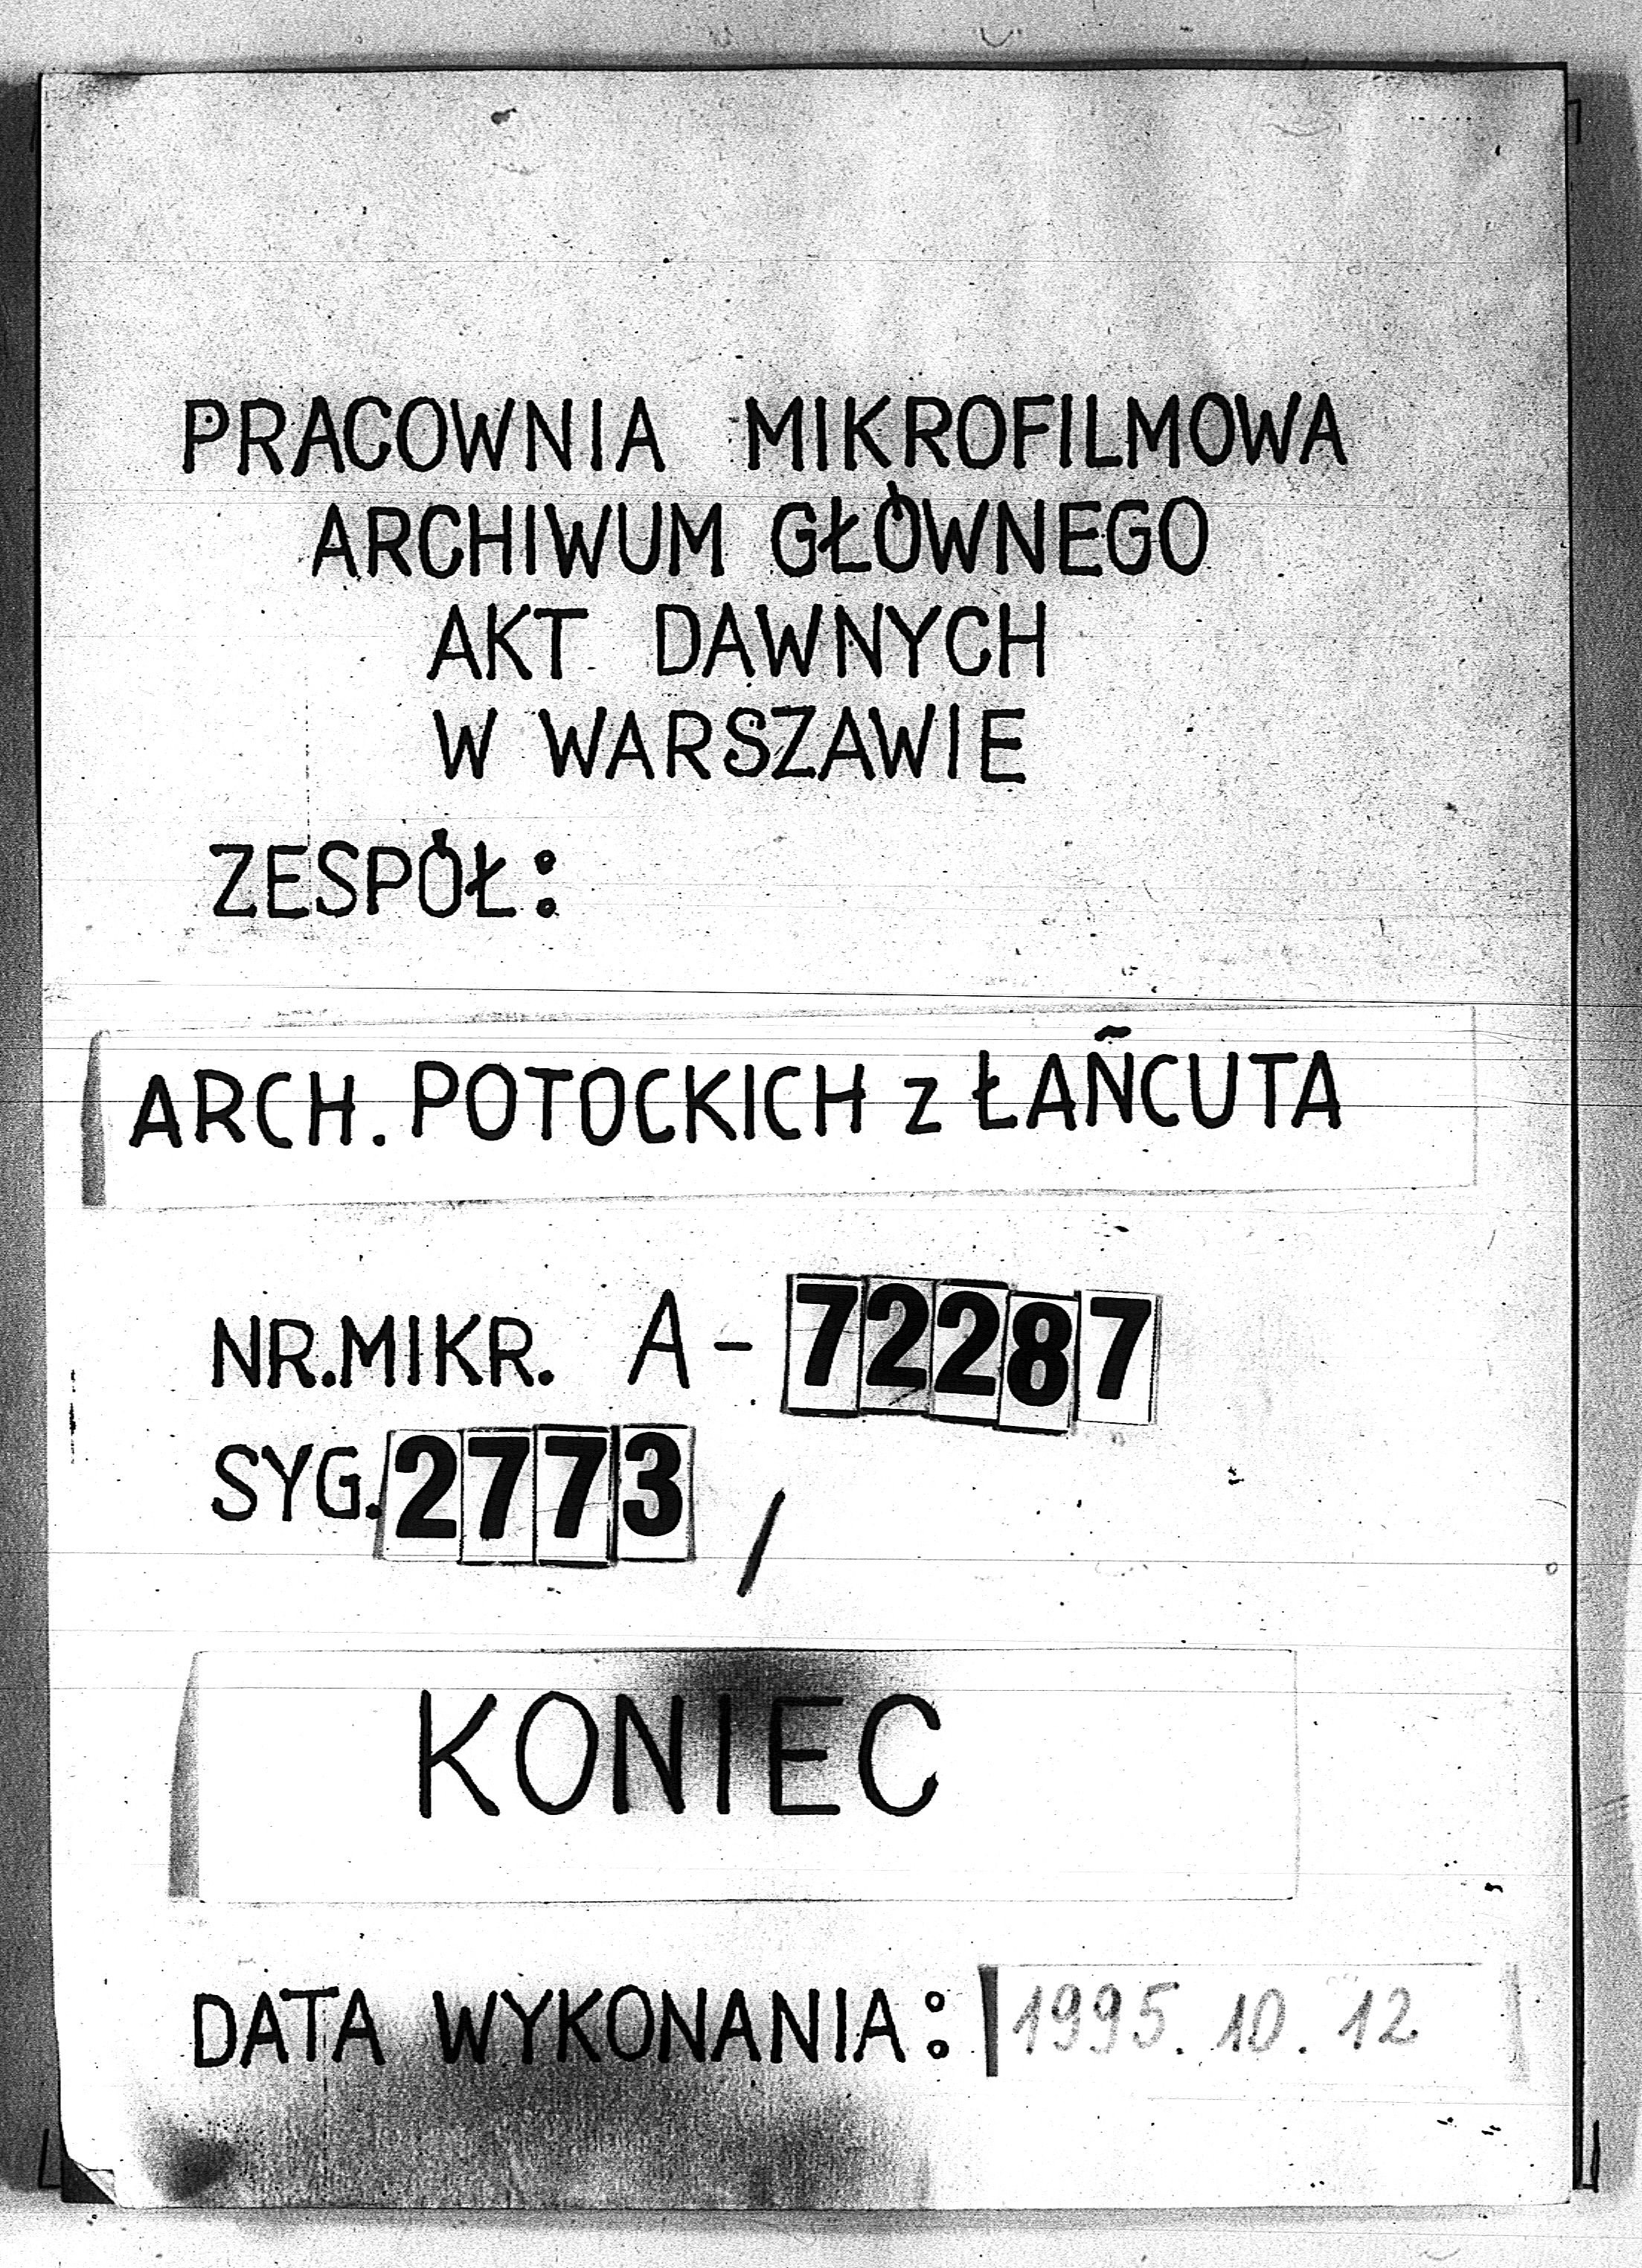 PRACOWNIA MIKROFILMOWA
ARCHIWUM GŁÓWNEGO
AKT DAWNYCH
W WARSZAWIE
ZESPÓŁ:
ARCH. POTOCKICH z ŁAŃCUTA
NR.MIKR. A-72287
SYG.2773 /
KONIEC
DATA WYKONANIA: 1995.10.12